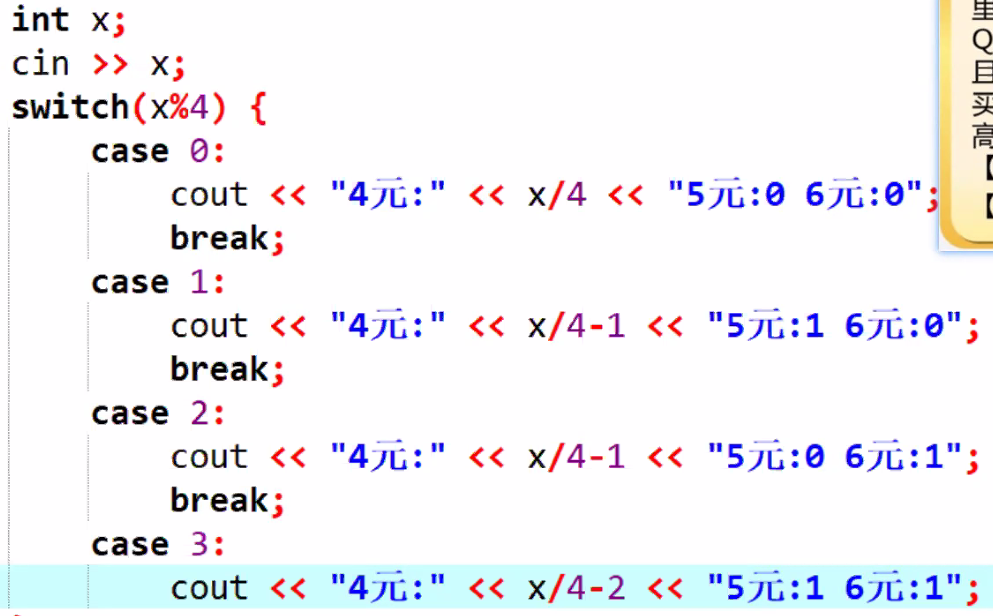 int x;
cin >> x;
switch(x%4) {
case 0:
cout << "4元:" << x/4 << "5元:0 6元:0";
break;
case 1:
cout << "4元:" << x/4-1 << "5元:1 6元:0";
break;
case 2:
cout << "4元:" << x/4-1 << "5元:0 6元:1";
break;
case 3:
cout << "4元:" << x/4-2 << "5元:1 6元:1";
Q
且
买
高
【
【